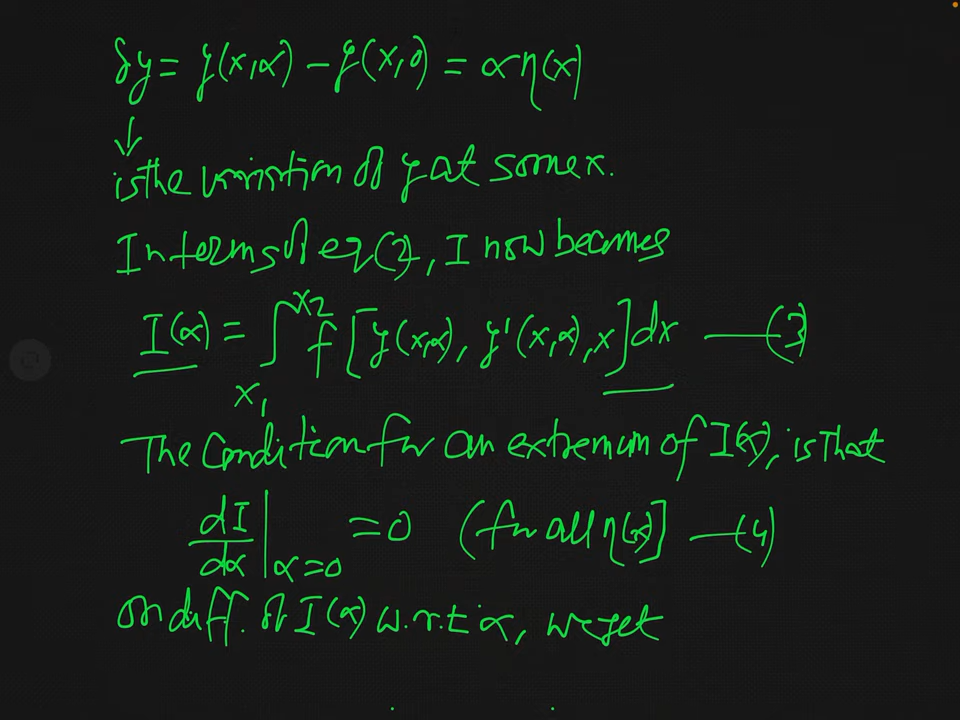 δy = y(x,α) – y(x,0) = αη(x)
↓
is the variation of y at some x.
In terms of eq(2), I now becomes
I(α) = ∫_{x₁}^{x₂} f [y(x,α), y'(x,α), x] dx —(3)
The condition for an extremum of I(α), is that
dI/dα |_{α=0} = 0 (for all η(x)] —(4)
On diff. of I(α) w.r.t α, we get